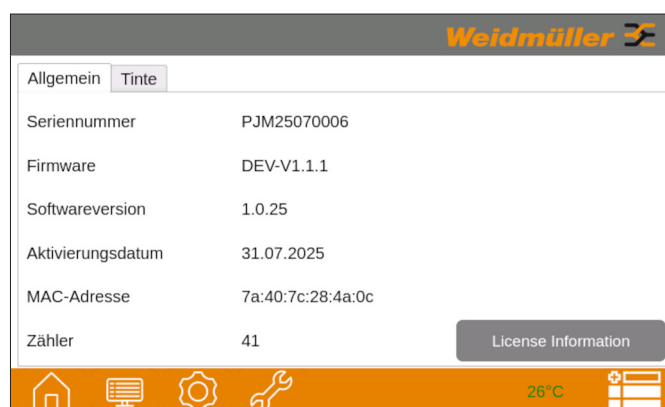 Weidmüller
Allgemein Tinte
Seriennummer PJM25070006
Firmware DEV-V1.1.1
Softwareversion 1.0.25
Aktivierungsdatum 31.07.2025
MAC-Adresse 7a:40:7c:28:4a:0c
Zähler 41 License Information
26°C